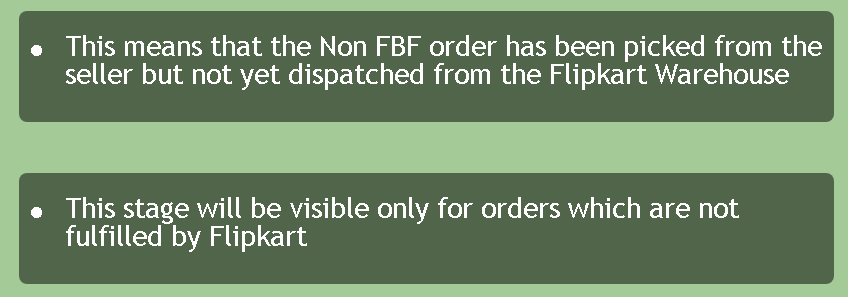 • This means that the Non FBF order has been picked from the
seller but not yet dispatched from the Flipkart Warehouse
• This stage will be visible only for orders which are not
fulfilled by Flipkart